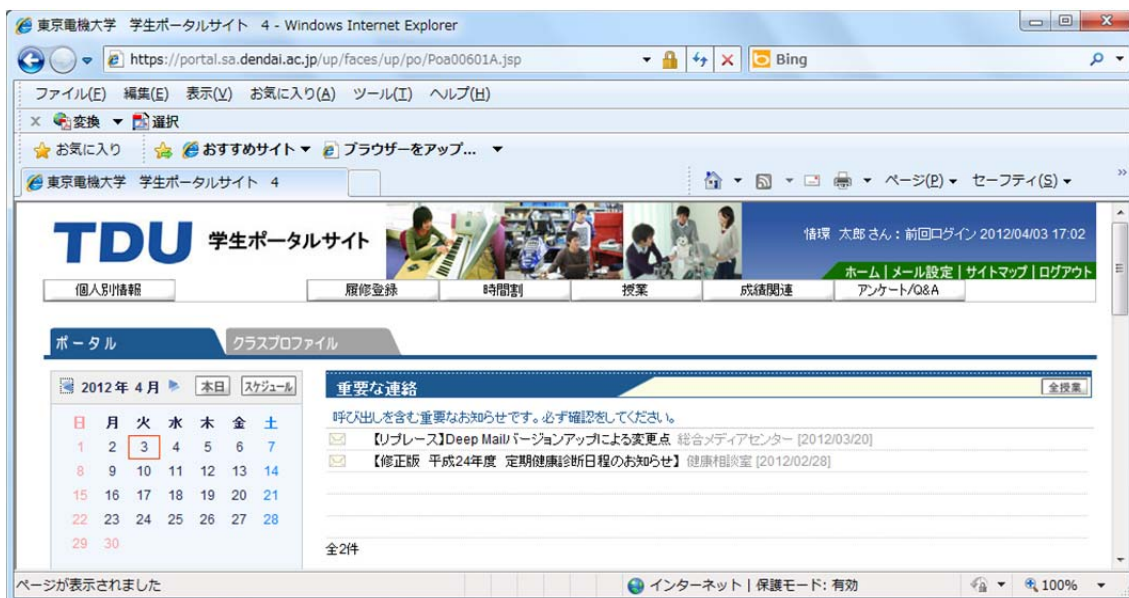 東京電機大学 学生ポータルサイト 4 - Windows Internet Explorer
https://portal.sa.dendai.ac.jp/up/faces/up/po/Poa00601A.jsp Bing
ファイル(F) 編集(E) 表示(V) お気に入り(A) ツール(T) ヘルプ(H)
x 変換 選択
お気に入り おすすめサイト ブラウザーをアップ...
東京電機大学 学生ポータルサイト 4 ページ(P) セーフティ(S) »
TDU 学生ポータルサイト 情環 太郎さん:前回ログイン 2012/04/03 17:02
ホーム | メール設定 | サイトマップ | ログアウト
個人別情報 履修登録 時間割 授業 成績関連 アンケート/Q&A
ポータル クラスプロファイル
2012年 4月 本日 スケジュール
日 月 火 水 木 金 土
1 2 3 4 5 6 7
8 9 10 11 12 13 14
15 16 17 18 19 20 21
22 23 24 25 26 27 28
29 30
重要な連絡 全授業
呼び出しを含む重要なお知らせです。必ず確認をしてください。
【リプレース】Deep Mailバージョンアップによる変更点 総合メディアセンター [2012/03/20]
【修正版 平成24年度 定期健康診断日程のお知らせ】 健康相談室 [2012/02/28]
全2件
ページが表示されました インターネット | 保護モード: 有効 100%